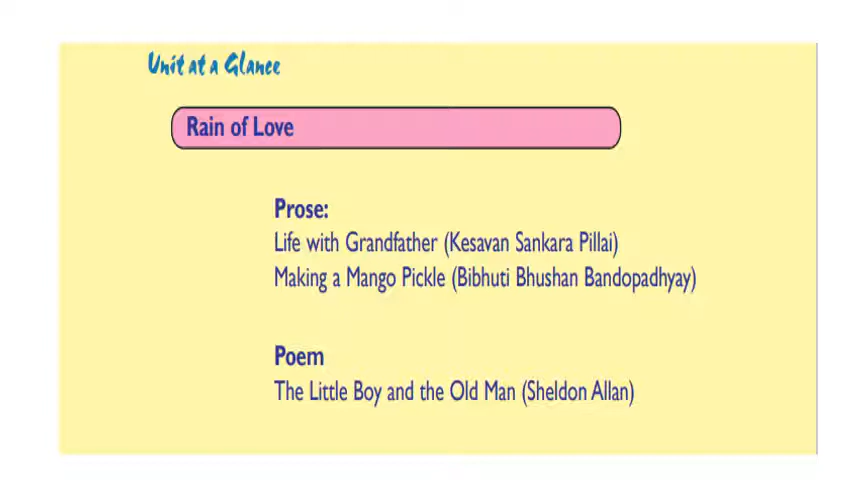 Unit at a Glance
Rain of Love
Prose:
Life with Grandfather (Kesavan Sankara Pillai)
Making a Mango Pickle (Bibhuti Bhushan Bandopadhyay)
Poem
The Little Boy and the Old Man (Sheldon Allan)